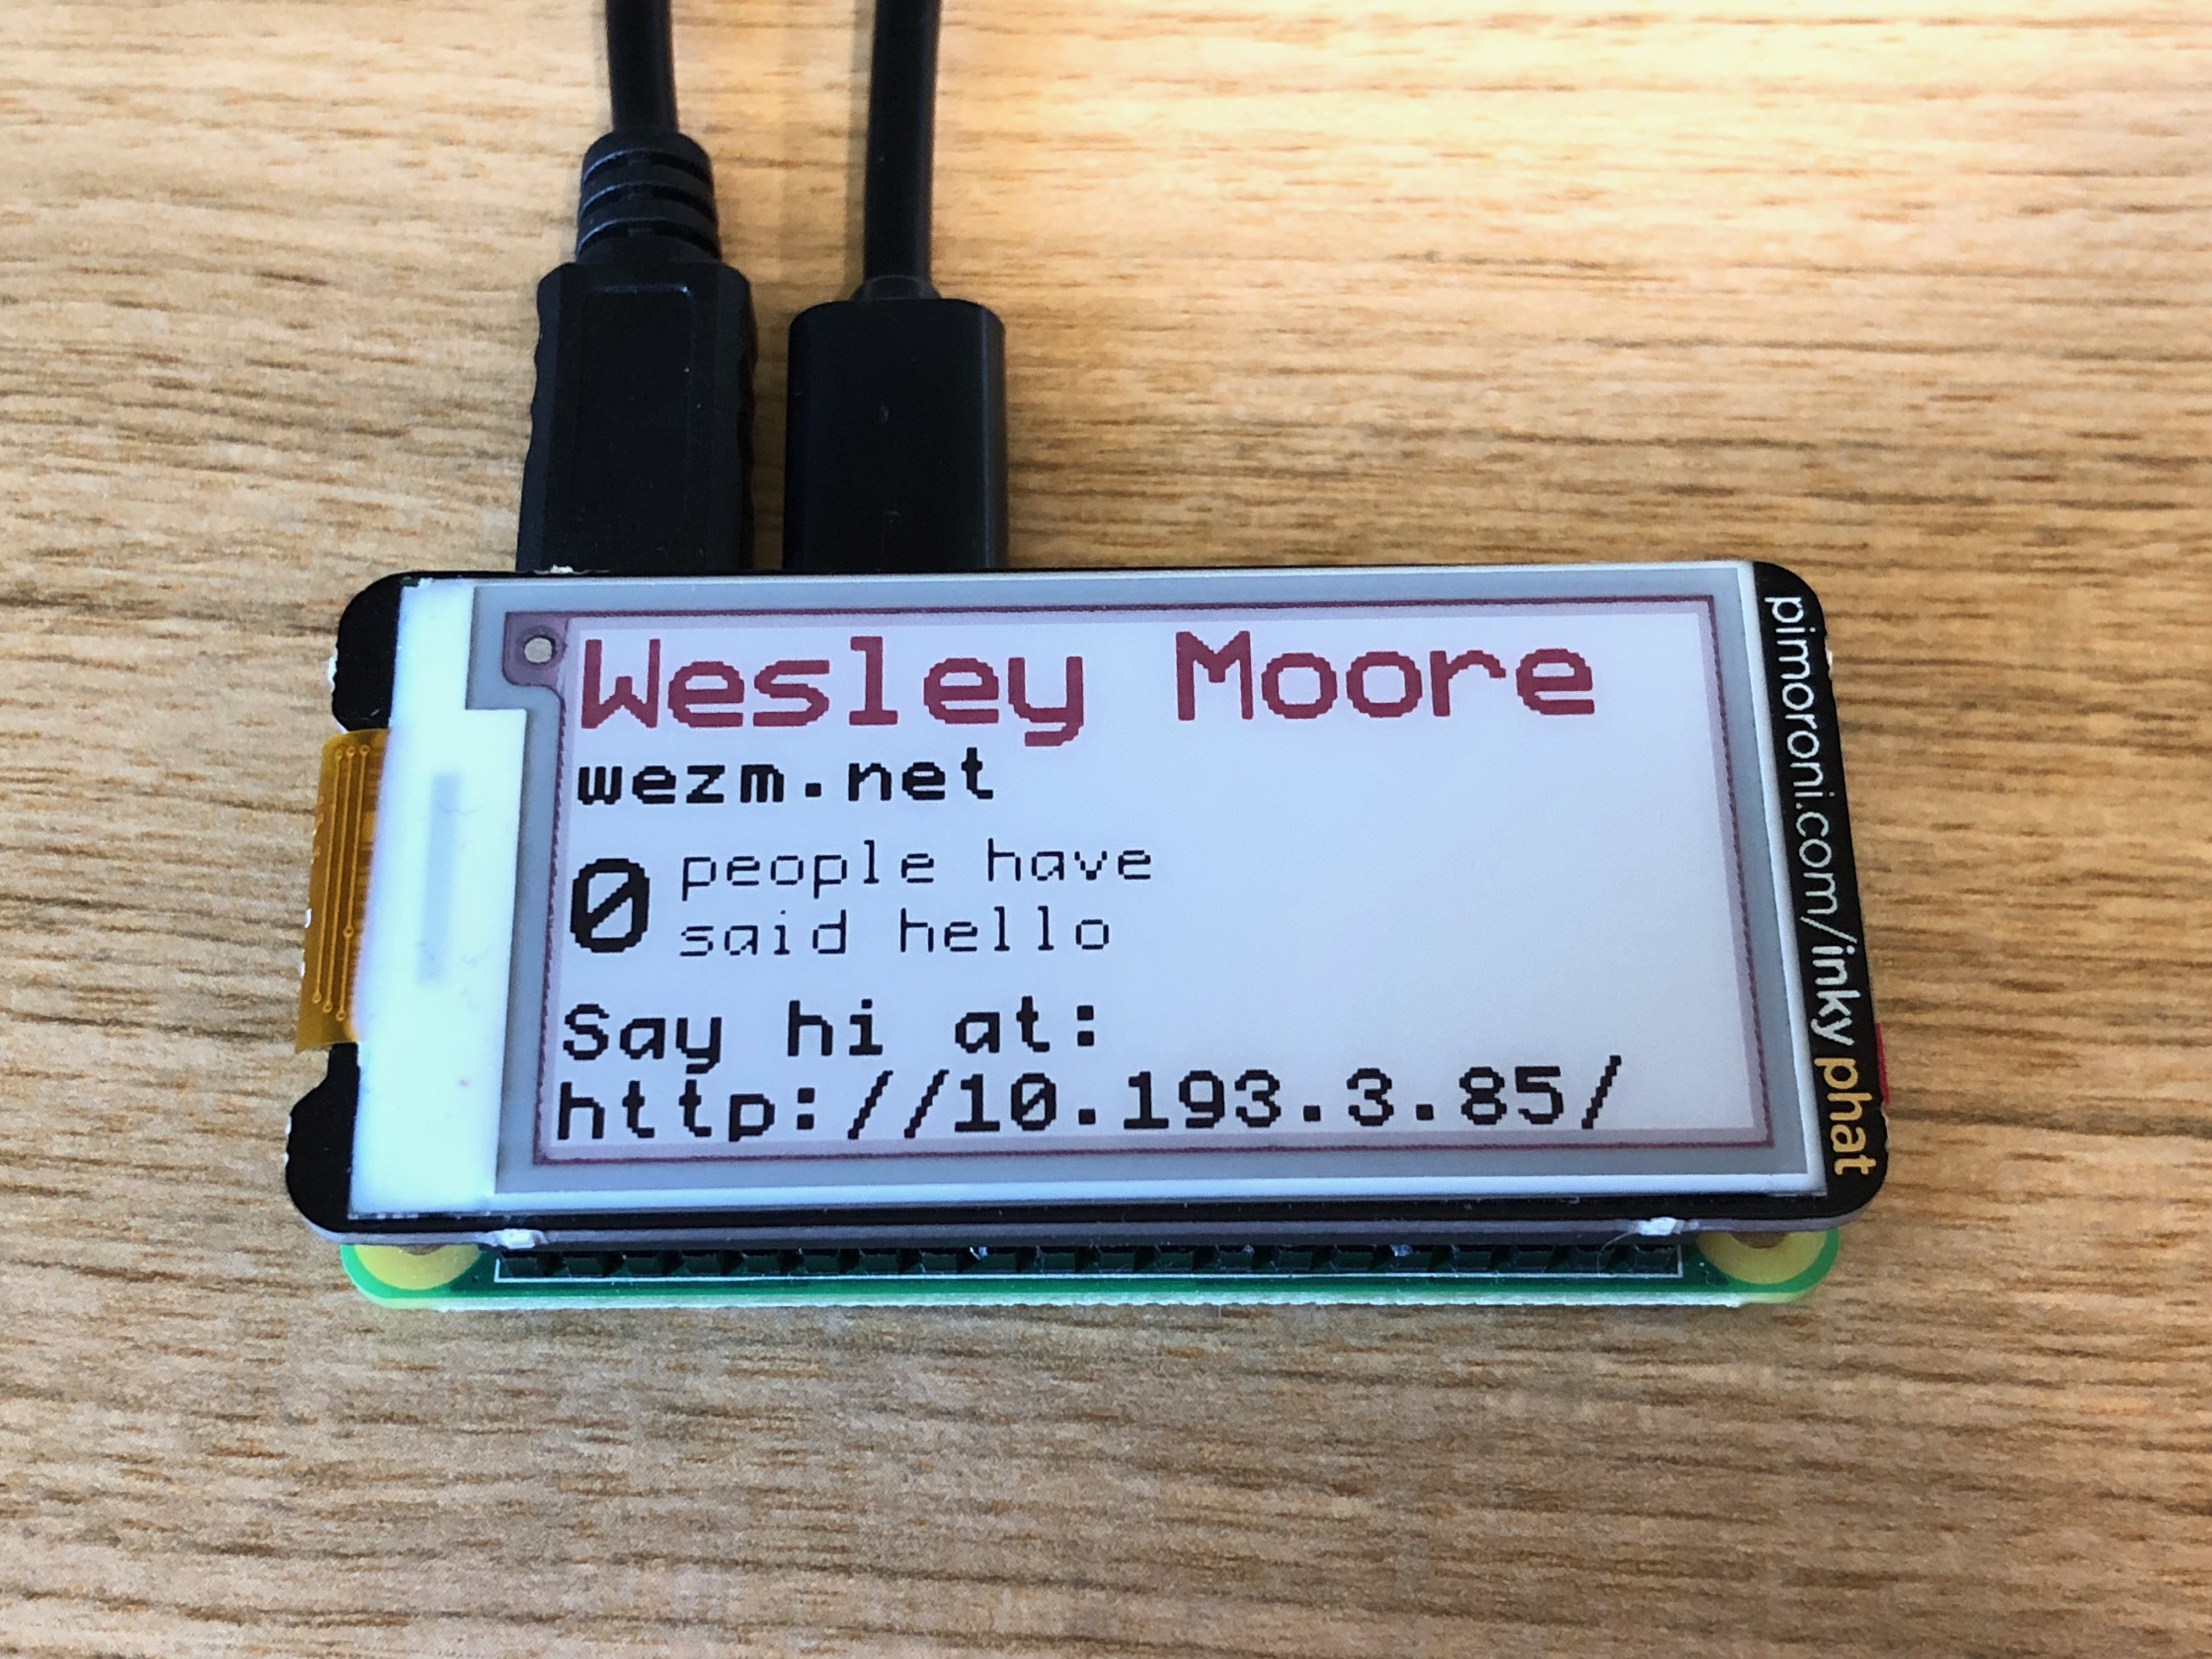 Wesley Moore
wezm.net
0 people have
said hello
Say hi at:
http://10.193.3.85/
pimoroni.com/inky phat